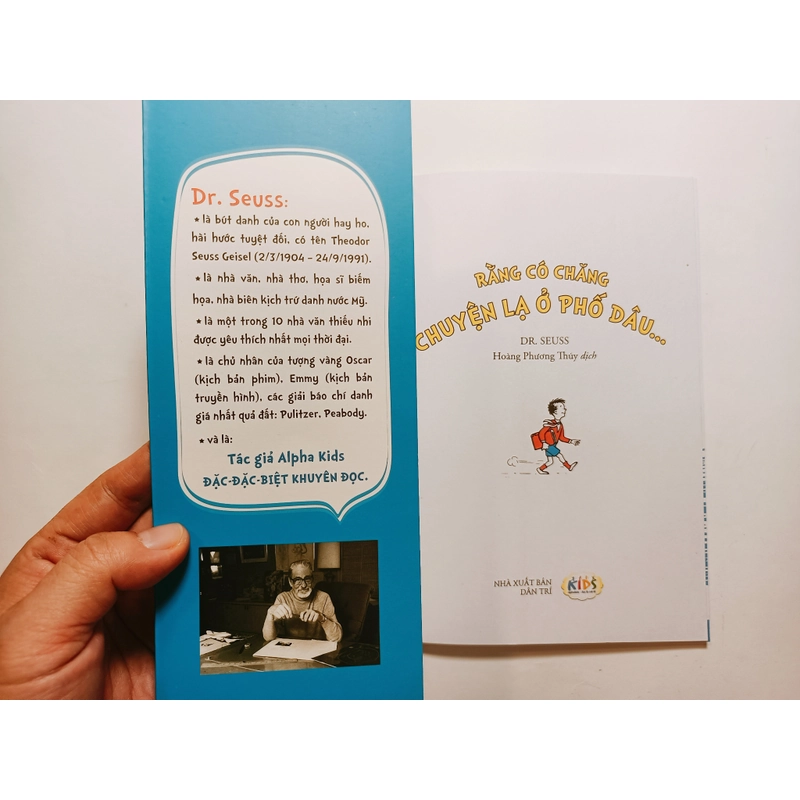 Dr. Seuss:
★ là bút danh của con người hay ho,
hài hước tuyệt đối, có tên Theodor
Seuss Geisel (2/3/1904 – 24/9/1991).
★ là nhà văn, nhà thơ, họa sĩ biếm
họa, nhà biên kịch trứ danh nước Mỹ.
★ là một trong 10 nhà văn thiếu nhi
được yêu thích nhất mọi thời đại.
★ là chủ nhân của tượng vàng Oscar
(kịch bản phim), Emmy (kịch bản
truyền hình), các giải báo chí danh
giá nhất quả đất: Pulitzer, Peabody.
★ và là:
Tác giả Alpha Kids
ĐẶC-ĐẶC-BIỆT KHUYÊN ĐỌC.
RẰNG CÓ CHĂNG
CHUYỆN LẠ Ở PHỐ DÂU...
DR. SEUSS
Hoàng Phương Thúy dịch
NHÀ XUẤT BẢN
DÂN TRÍ
KIDS